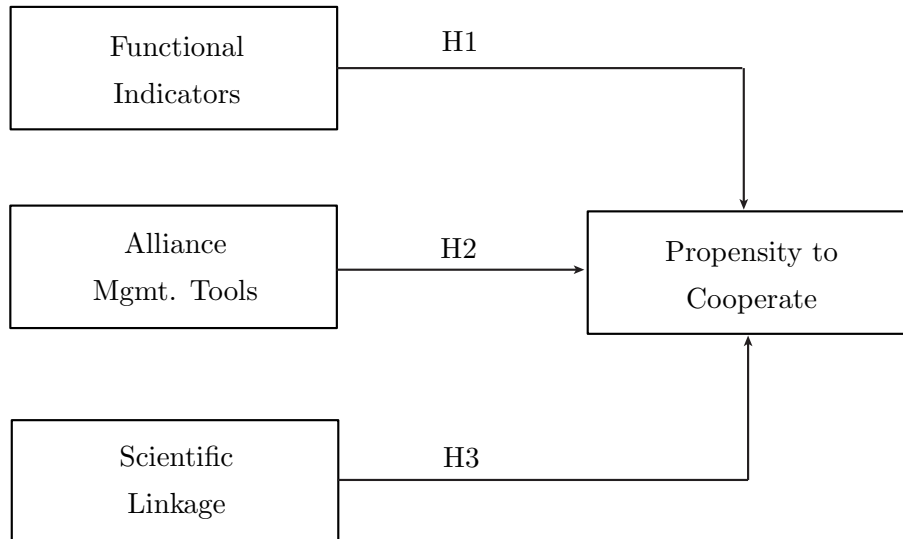 Functional
Indicators
H1
Alliance
Mgmt. Tools
H2
Propensity to
Cooperate
Scientific
Linkage
H3